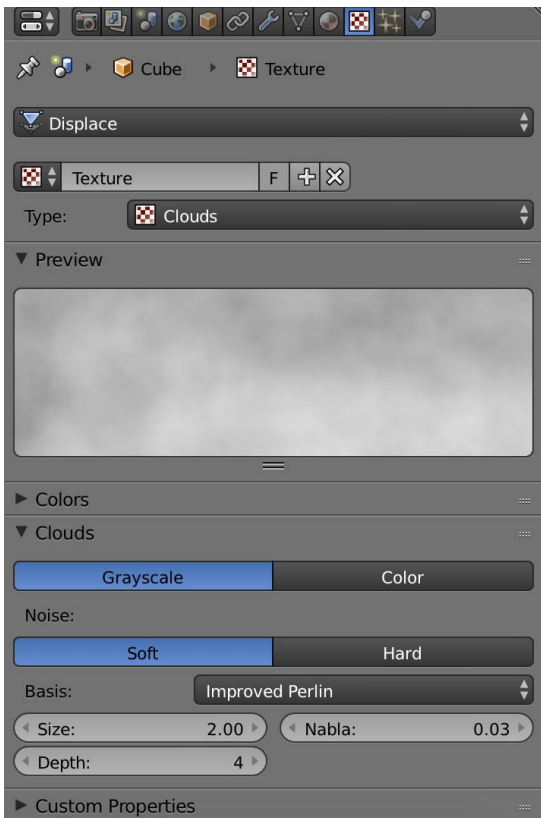 Cube Texture
Displace
Texture F
Type: Clouds
Preview
Colors
Clouds
Grayscale Color
Noise:
Soft Hard
Basis: Improved Perlin
Size: 2.00 Nabla: 0.03
Depth: 4
Custom Properties